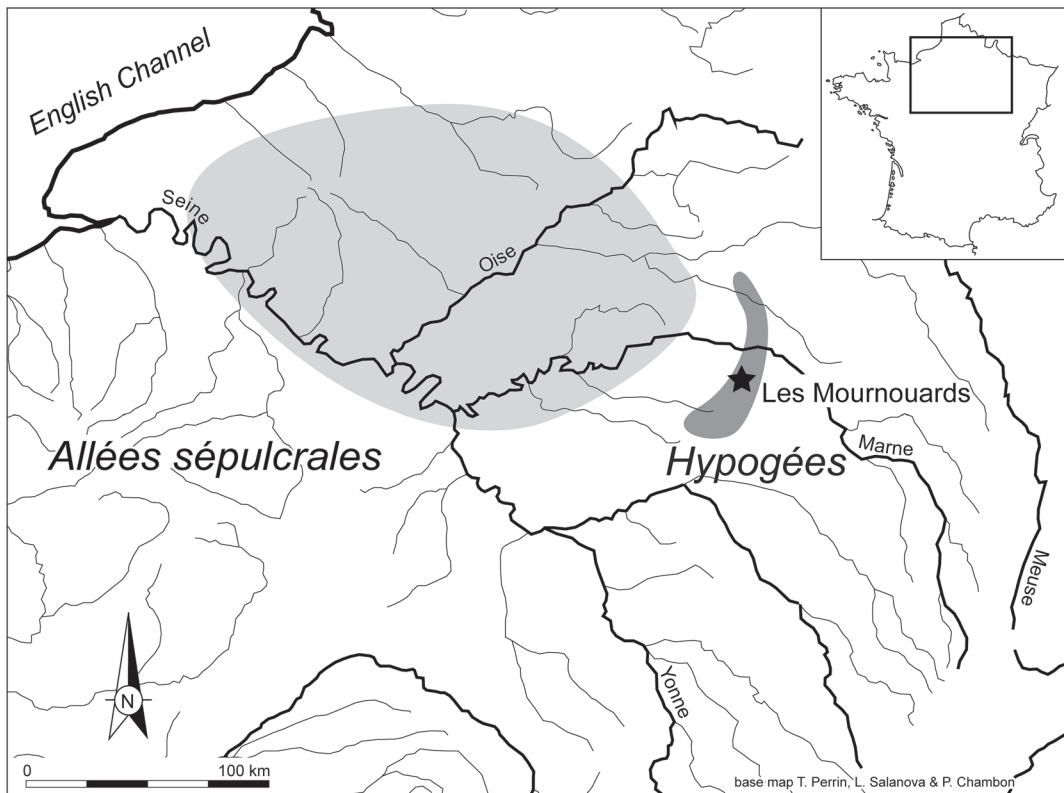 English Channel
Seine
Oise
Les Mournouards
Allées sépulcrales
Hypogées
Marne
Meuse
Yonne
N
0 100 km
base map T. Perrin, L. Salanova & P. Chambon